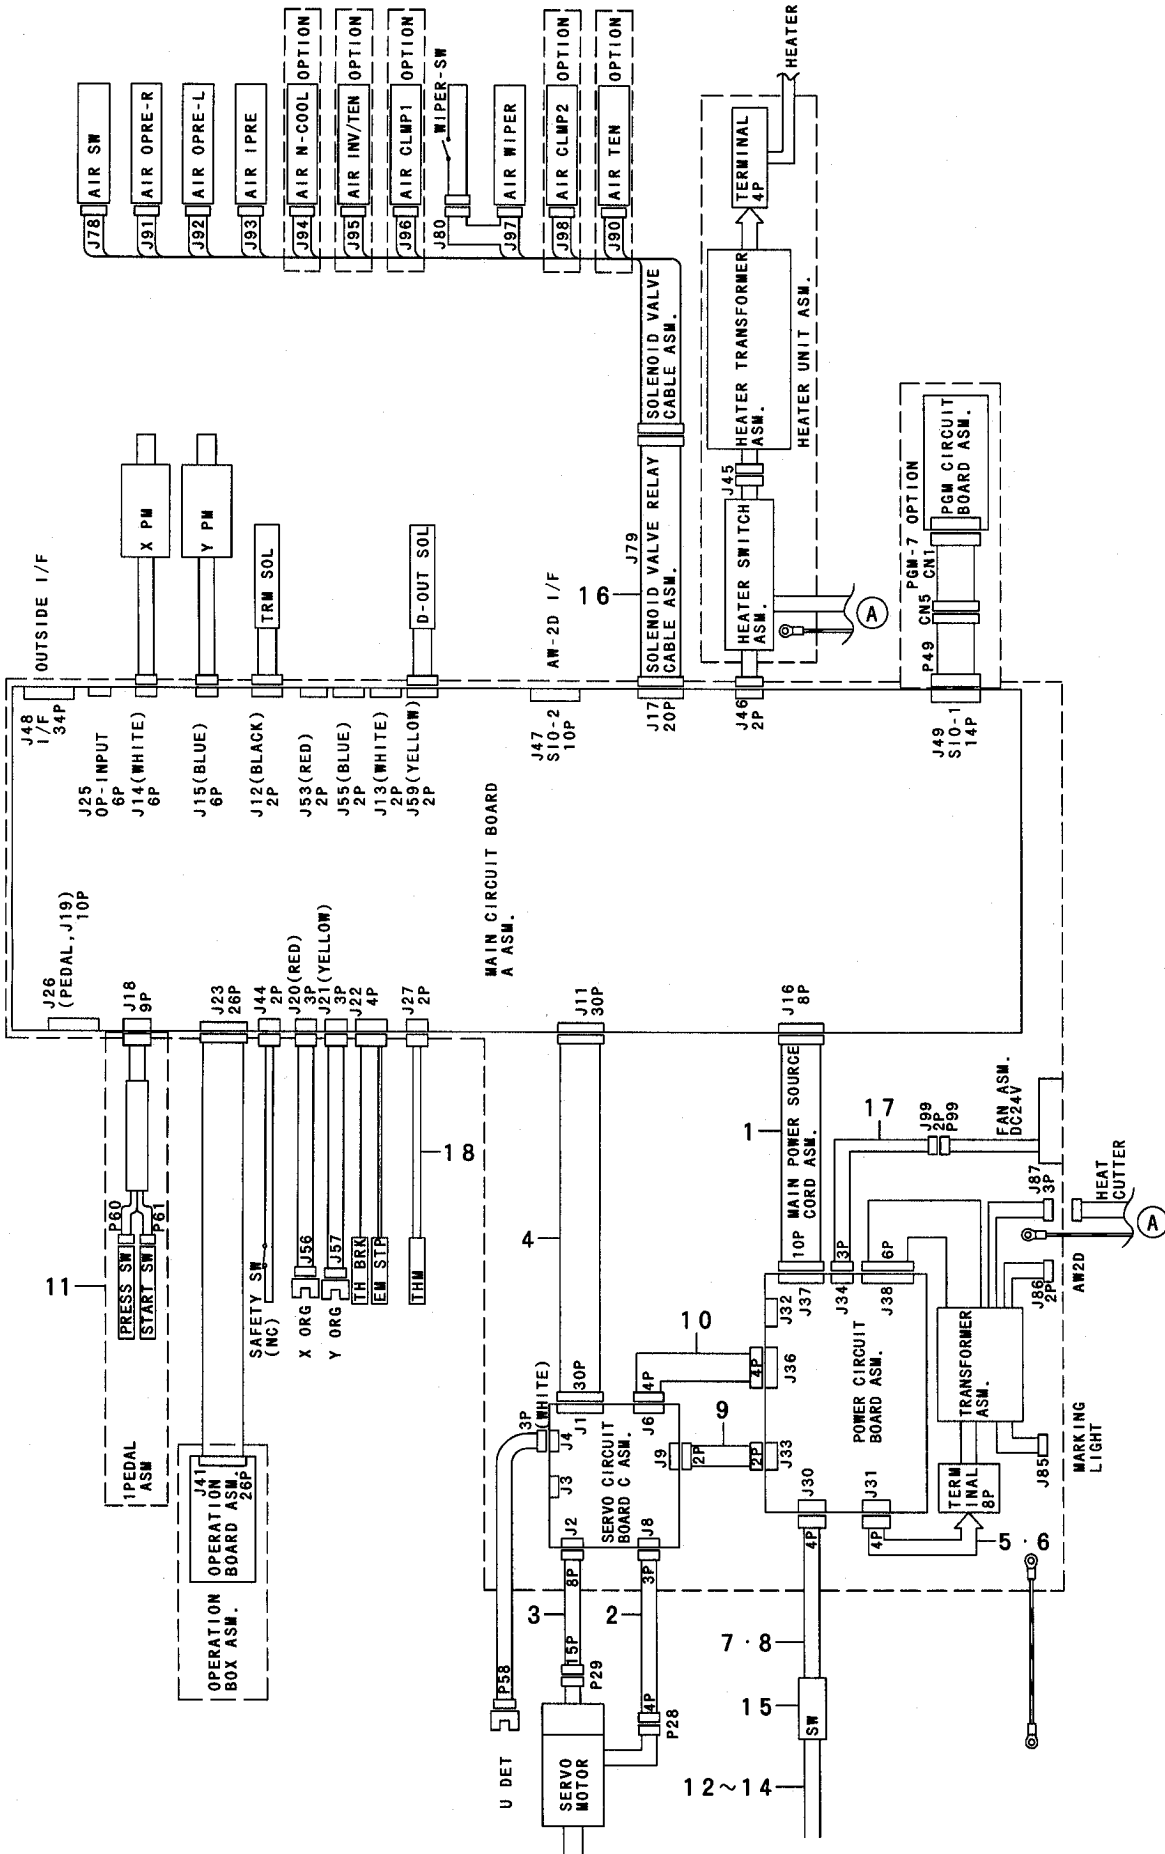 J78
AIR SW
J91
AIR OPRE-R
J92
AIR OPRE-L
J93
AIR IPRE
J94
AIR N-COOL
OPTION
J95
AIR INV/TEN
OPTION
J96
AIR CLMP1
OPTION
J80
WIPER-SW
J97
AIR WIPER
J98
AIR CLMP2
OPTION
J90
AIR TEN
OPTION
SOLENOID VALVE
CABLE ASM.
J79
16
SOLENOID VALVE RELAY
CABLE ASM.
TERMINAL
4P
HEATER
HEATER TRANSFORMER
ASM.
HEATER UNIT ASM.
J45
HEATER SWITCH
ASM.
A
PGM-7 OPTION
PGM CIRCUIT
BOARD ASM.
P49
CN5
CN1
OUTSIDE I/F
X PM
Y PM
TRM SOL
D-OUT SOL
AW-2D I/F
J48
I/F
34P
J25
OP-INPUT
6P
J14(WHITE)
6P
J15(BLUE)
6P
J12(BLACK)
2P
J53(RED)
2P
J55(BLUE)
2P
J13(WHITE)
2P
J59(YELLOW)
2P
J47
SIO-2
10P
J17
20P
J46
2P
J49
SIO-1
14P
MAIN CIRCUIT BOARD
A ASM.
J26
(PEDAL,J19)
10P
J18
9P
J23
26P
J44
2P
J20(RED)
3P
J21(YELLOW)
3P
J22
4P
J27
2P
J11
30P
J16
8P
11
P60
P61
PRESS SW
START SW
1PEDAL
ASM
SAFETY SW
(NC)
X ORG
J56
Y ORG
J57
TH BRK
EM STP
THM
18
J41
OPERATION
BOARD ASM.
26P
OPERATION
BOX ASM.
4
1
MAIN POWER SOURCE
CORD ASM.
10P
17
J99
2P
P99
FAN ASM.
DC24V
3P
6P
J37
J34
J38
J32
J36
J33
J30
J31
POWER CIRCUIT
BOARD ASM.
J87
3P
HEAT
CUTTER
A
J86
2P
AW2D
TRANSFORMER
ASM.
TERM
INAL
8P
J85
MARKING
LIGHT
5・6
4P
4P
10
4P
4P
9
2P
2P
3P
(WHITE)
30P
J1
J4
J3
J2
J6
J9
J8
SERVO CIRCUIT
BOARD C ASM.
8P
3P
3
2
15P
P29
4P
P28
P58
U DET
SERVO
MOTOR
7・8
15
SW
12～14